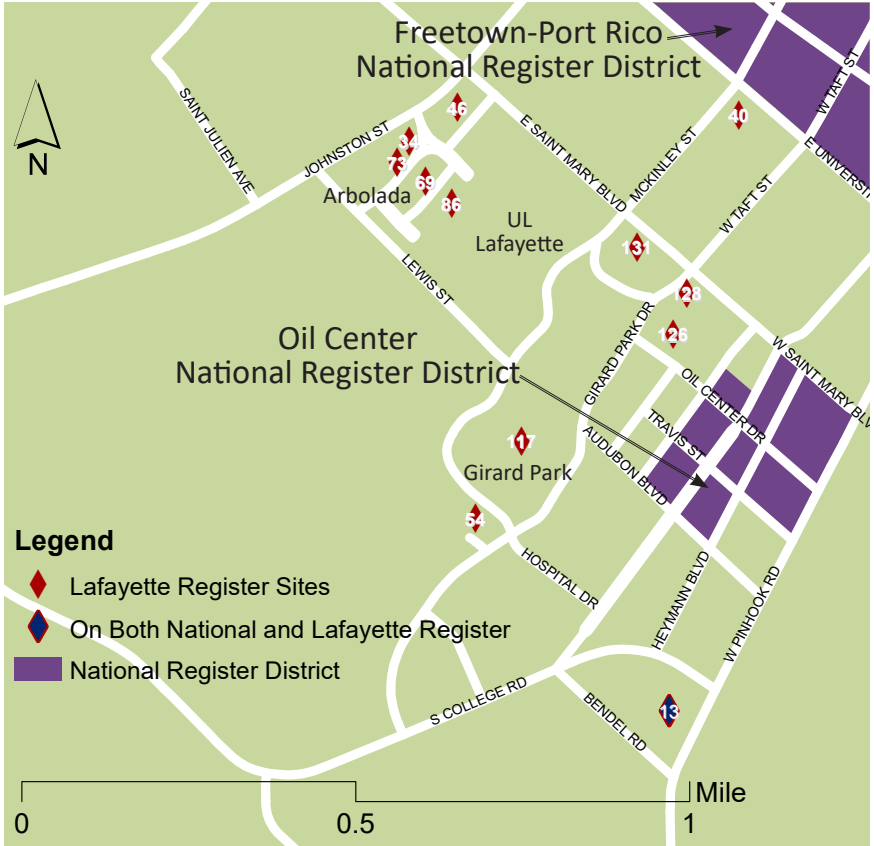 Freetown-Port Rico
National Register District
W TAFT ST
SAINT JULIEN AVE
46
40
N
JOHNSTON ST
34
73
E SAINT MARY BLVD
MCKINLEY ST
E UNIVERSIT
69
Arbolada
86
W TAFT ST
UL
Lafayette
131
LEWIS ST
128
GIRARD PARK DR
126
Oil Center
National Register District
W SAINT MARY BLV
OIL CENTER DR
TRAVIS ST
AUDUBON BLVD
117
Girard Park
54
Legend
Lafayette Register Sites
On Both National and Lafayette Register
National Register District
HOSPITAL DR
HEYMANN BLVD
W PINHOOK RD
S COLLEGE RD
BENDEL RD
13
Mile
0
0.5
1